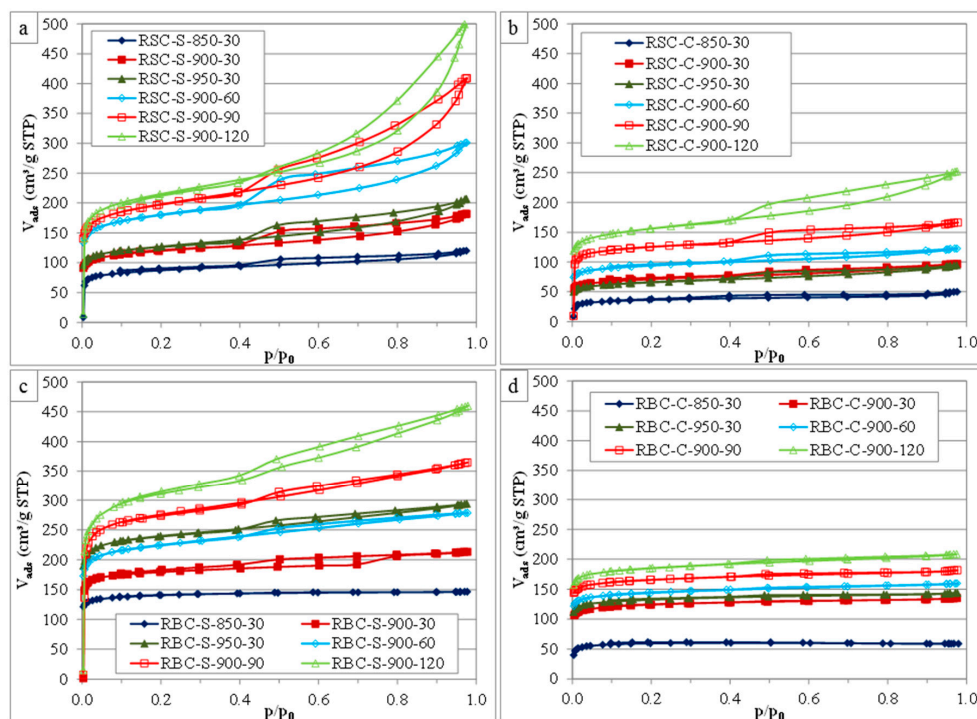 a
500
450
400
350
300
250
200
150
100
50
0
V_ads (cm³/g STP)
RSC-S-850-30
RSC-S-900-30
RSC-S-950-30
RSC-S-900-60
RSC-S-900-90
RSC-S-900-120
0.0 0.2 0.4 0.6 0.8 1.0
p/p₀
b
500
450
400
350
300
250
200
150
100
50
0
V_ads (cm³/g STP)
RSC-C-850-30
RSC-C-900-30
RSC-C-950-30
RSC-C-900-60
RSC-C-900-90
RSC-C-900-120
0.0 0.2 0.4 0.6 0.8 1.0
p/p₀
c
500
450
400
350
300
250
200
150
100
50
0
V_ads (cm³/g STP)
RBC-S-850-30 RBC-S-900-30
RBC-S-950-30 RBC-S-900-60
RBC-S-900-90 RBC-S-900-120
0.0 0.2 0.4 0.6 0.8 1.0
p/p₀
d
500
450
400
350
300
250
200
150
100
50
0
V_ads (cm³/g STP)
RBC-C-850-30 RBC-C-900-30
RBC-C-950-30 RBC-C-900-60
RBC-C-900-90 RBC-C-900-120
0.0 0.2 0.4 0.6 0.8 1.0
p/p₀